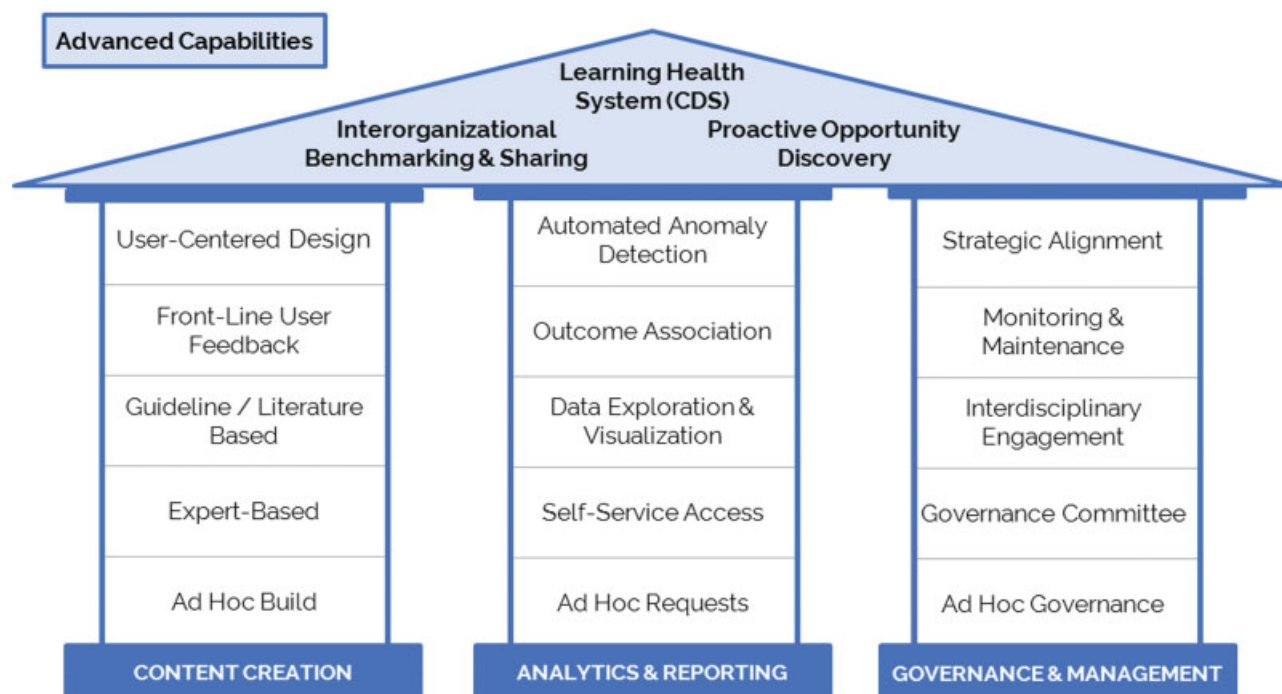 Advanced Capabilities
Learning Health
System (CDS)
Interorganizational
Benchmarking & Sharing
Proactive Opportunity
Discovery
User-Centered Design
Front-Line User
Feedback
Guideline / Literature
Based
Expert-Based
Ad Hoc Build
CONTENT CREATION
Automated Anomaly
Detection
Outcome Association
Data Exploration &
Visualization
Self-Service Access
Ad Hoc Requests
ANALYTICS & REPORTING
Strategic Alignment
Monitoring &
Maintenance
Interdisciplinary
Engagement
Governance Committee
Ad Hoc Governance
GOVERNANCE & MANAGEMENT